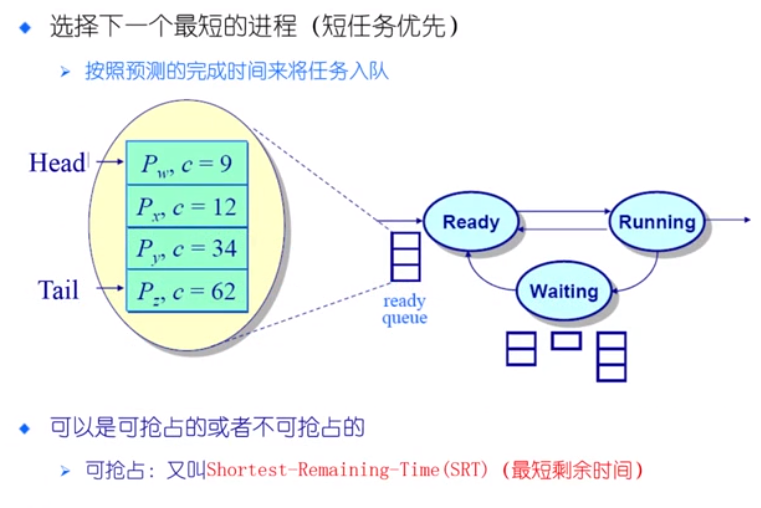 选择下一个最短的进程（短任务优先）
按照预测的完成时间来将任务入队
Head
P_w, c = 9
P_x, c = 12
P_y, c = 34
Tail
P_z, c = 62
Ready
Running
Waiting
ready
queue
可以是可抢占的或者不可抢占的
可抢占：又叫Shortest-Remaining-Time(SRT)（最短剩余时间）